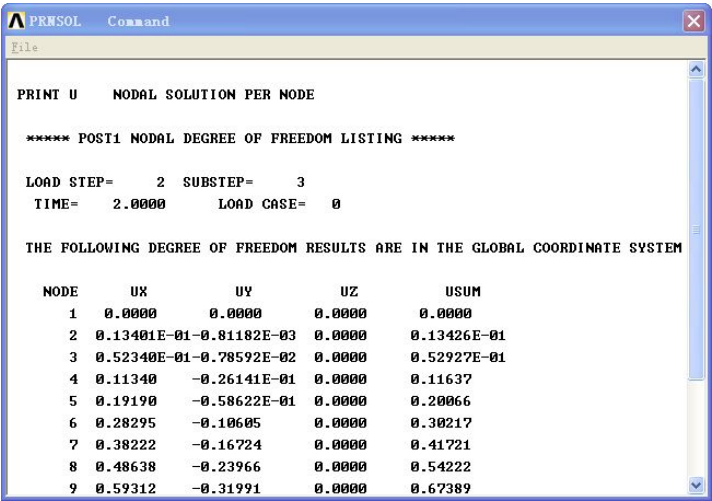 PRNSOL Command
File
PRINT U NODAL SOLUTION PER NODE
***** POST1 NODAL DEGREE OF FREEDOM LISTING *****
LOAD STEP= 2 SUBSTEP= 3
TIME= 2.0000 LOAD CASE= 0
THE FOLLOWING DEGREE OF FREEDOM RESULTS ARE IN THE GLOBAL COORDINATE SYSTEM
NODE UX UY UZ USUM
1 0.0000 0.0000 0.0000 0.0000
2 0.13401E-01-0.81182E-03 0.0000 0.13426E-01
3 0.52340E-01-0.78592E-02 0.0000 0.52927E-01
4 0.11340 -0.26141E-01 0.0000 0.11637
5 0.19190 -0.58622E-01 0.0000 0.20066
6 0.28295 -0.10605 0.0000 0.30217
7 0.38222 -0.16724 0.0000 0.41721
8 0.48638 -0.23966 0.0000 0.54222
9 0.59312 -0.31991 0.0000 0.67389